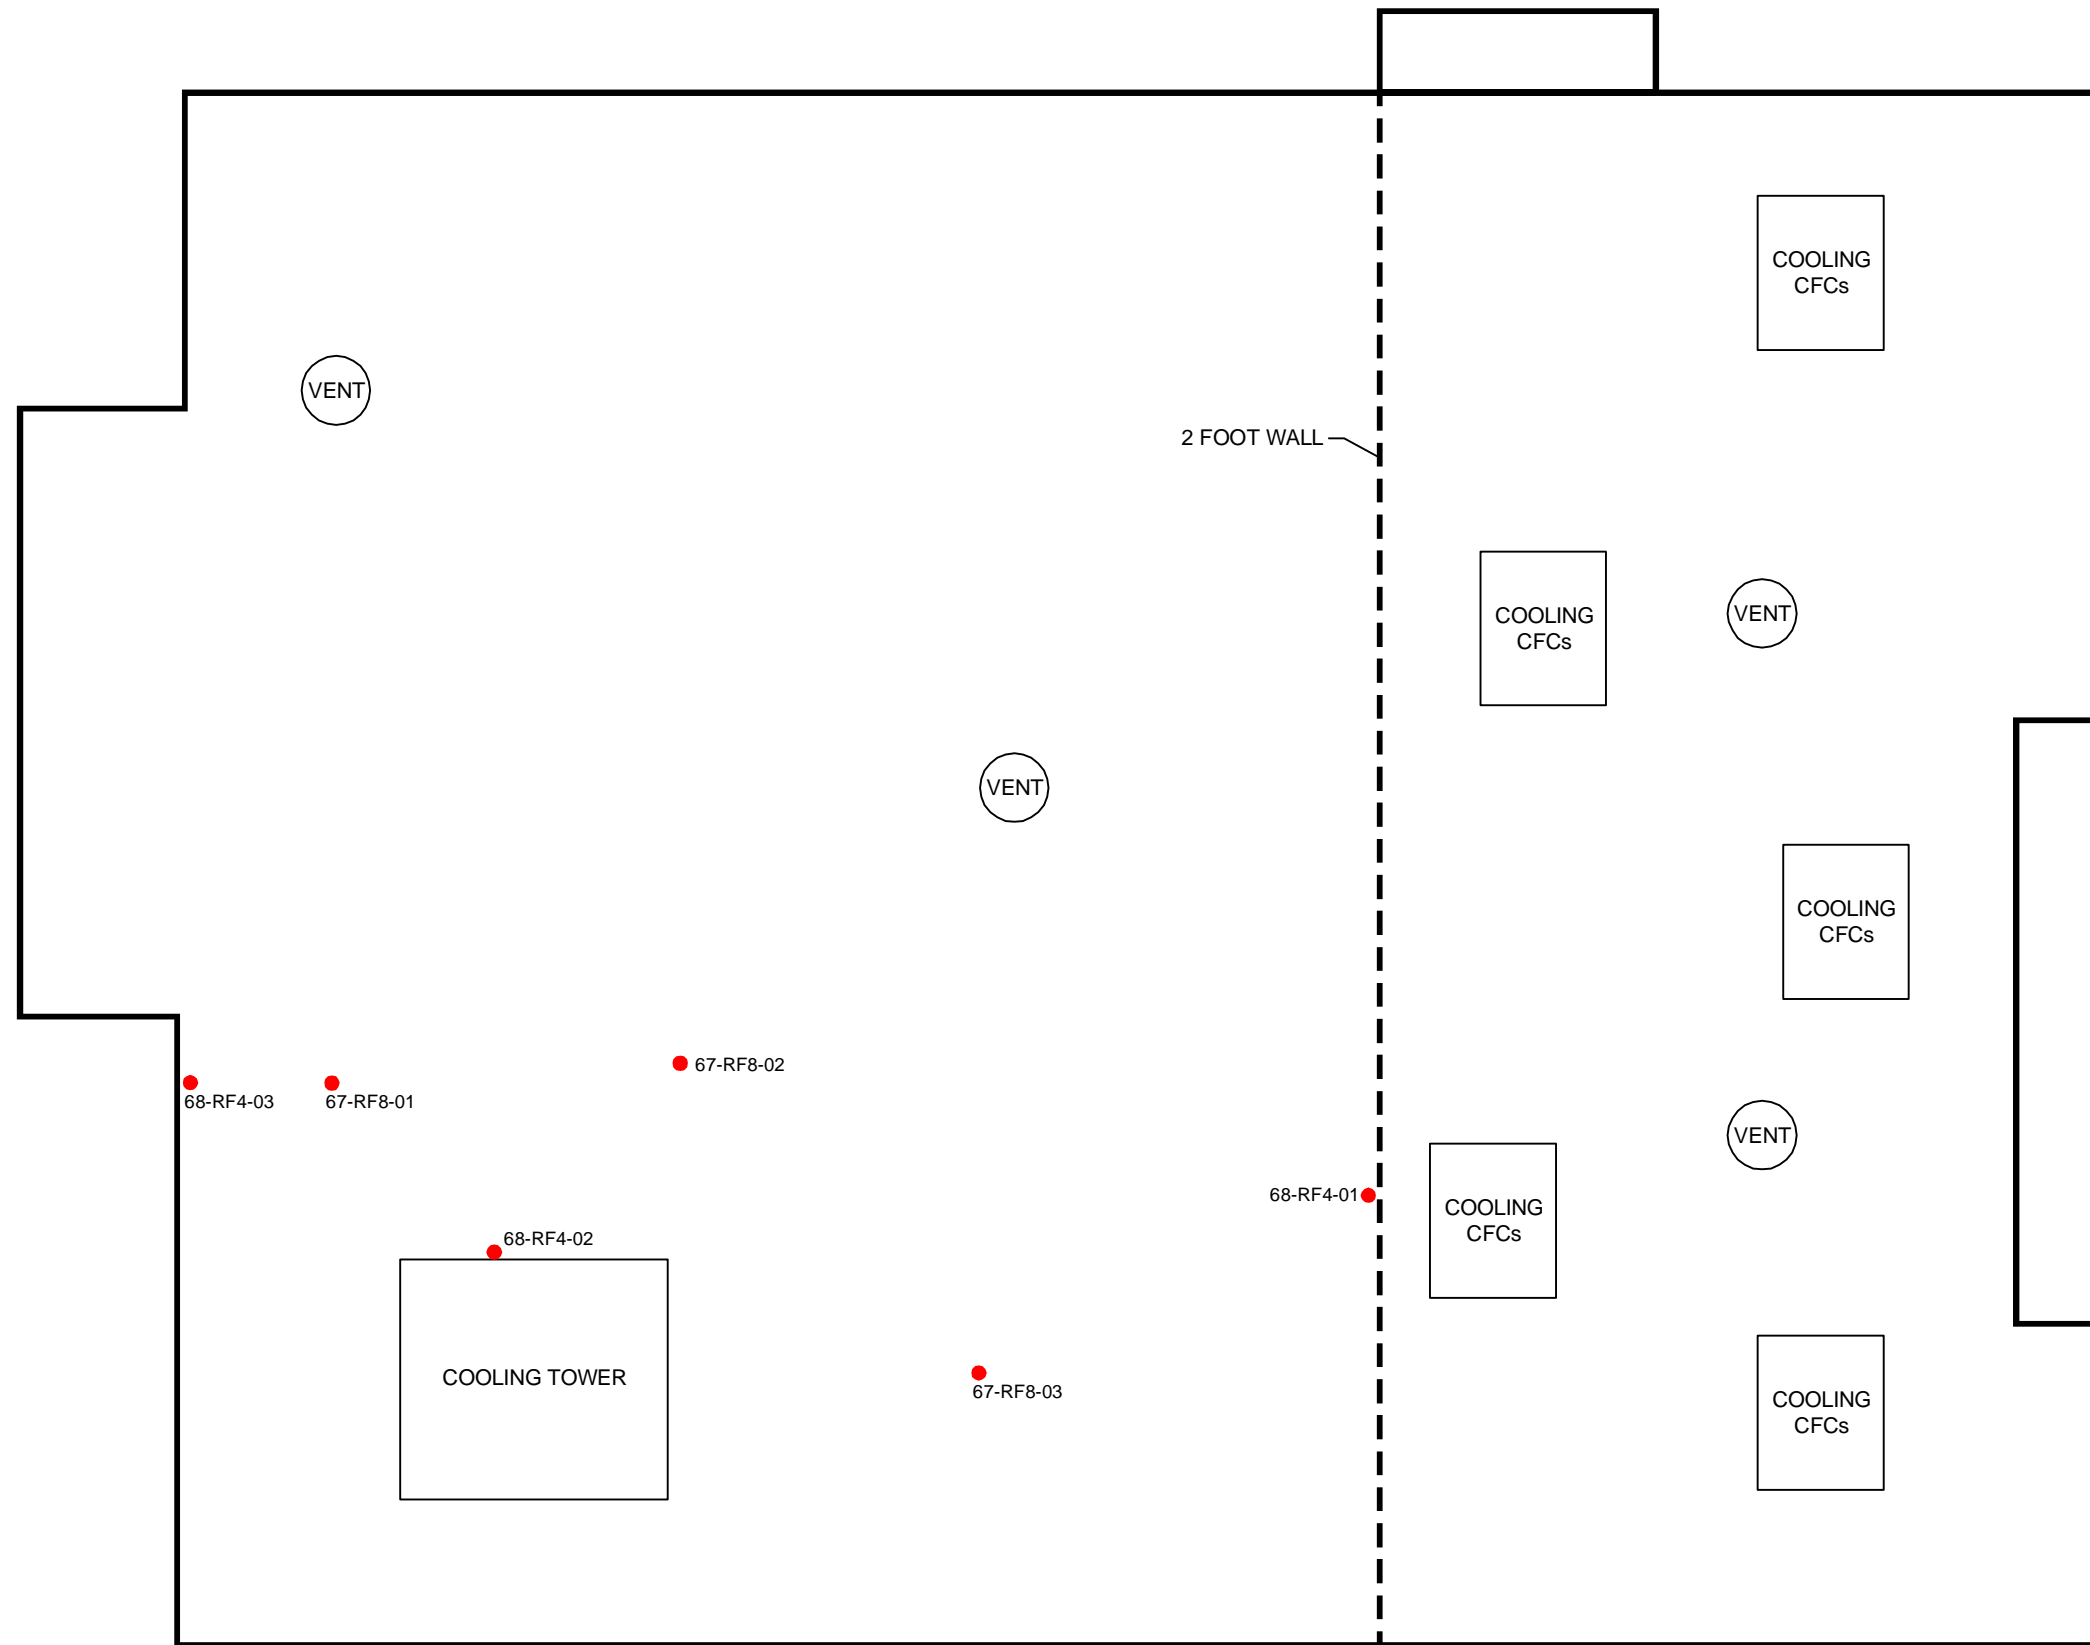 COOLING
CFCs
VENT
2 FOOT WALL
COOLING
CFCs
VENT
VENT
COOLING
CFCs
67-RF8-02
68-RF4-03
67-RF8-01
VENT
68-RF4-01
COOLING
CFCs
68-RF4-02
COOLING TOWER
67-RF8-03
COOLING
CFCs